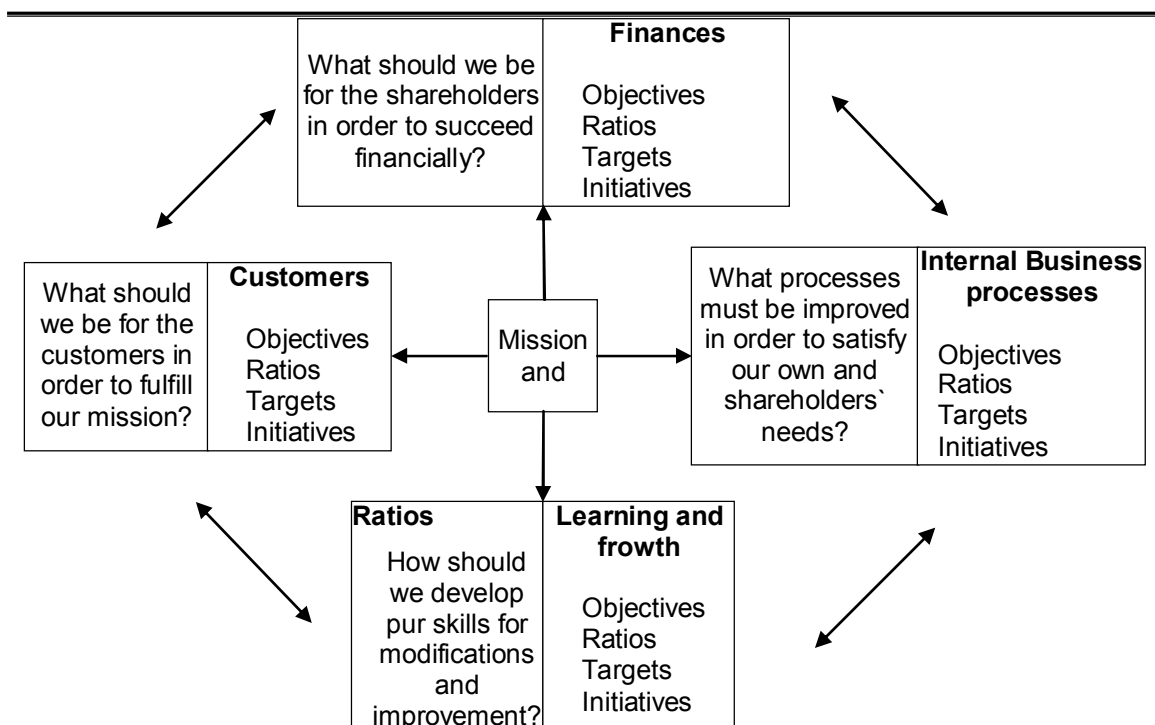 What should we be
for the shareholders
in order to succeed
financially?
Finances
Objectives
Ratios
Targets
Initiatives
What should
we be for the
customers in
order to fulfill
our mission?
Customers
Objectives
Ratios
Targets
Initiatives
Mission
and
What processes
must be improved
in order to satisfy
our own and
shareholders`
needs?
Internal Business
processes
Objectives
Ratios
Targets
Initiatives
Ratios
How should
we develop
pur skills for
modifications
and
improvement?
Learning and
frowth
Objectives
Ratios
Targets
Initiatives